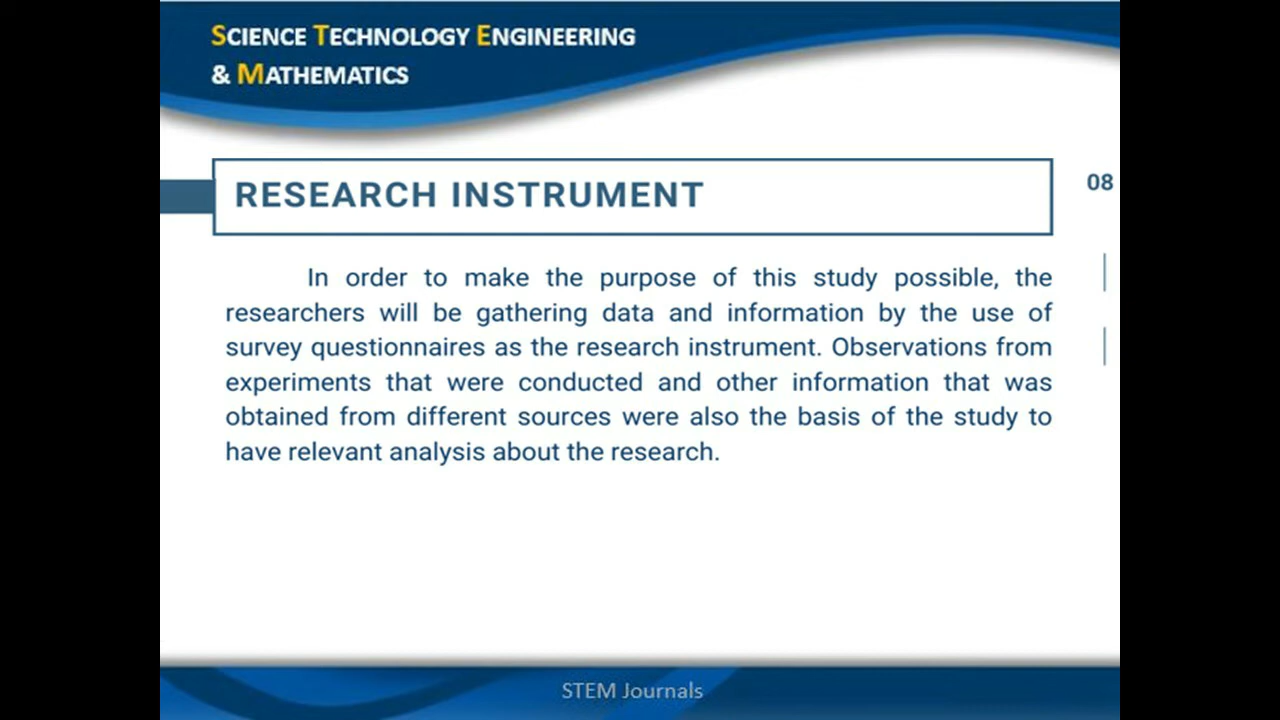 SCIENCE TECHNOLOGY ENGINEERING
& MATHEMATICS
RESEARCH INSTRUMENT
08
In order to make the purpose of this study possible, the
researchers will be gathering data and information by the use of
survey questionnaires as the research instrument. Observations from
experiments that were conducted and other information that was
obtained from different sources were also the basis of the study to
have relevant analysis about the research.
STEM Journals